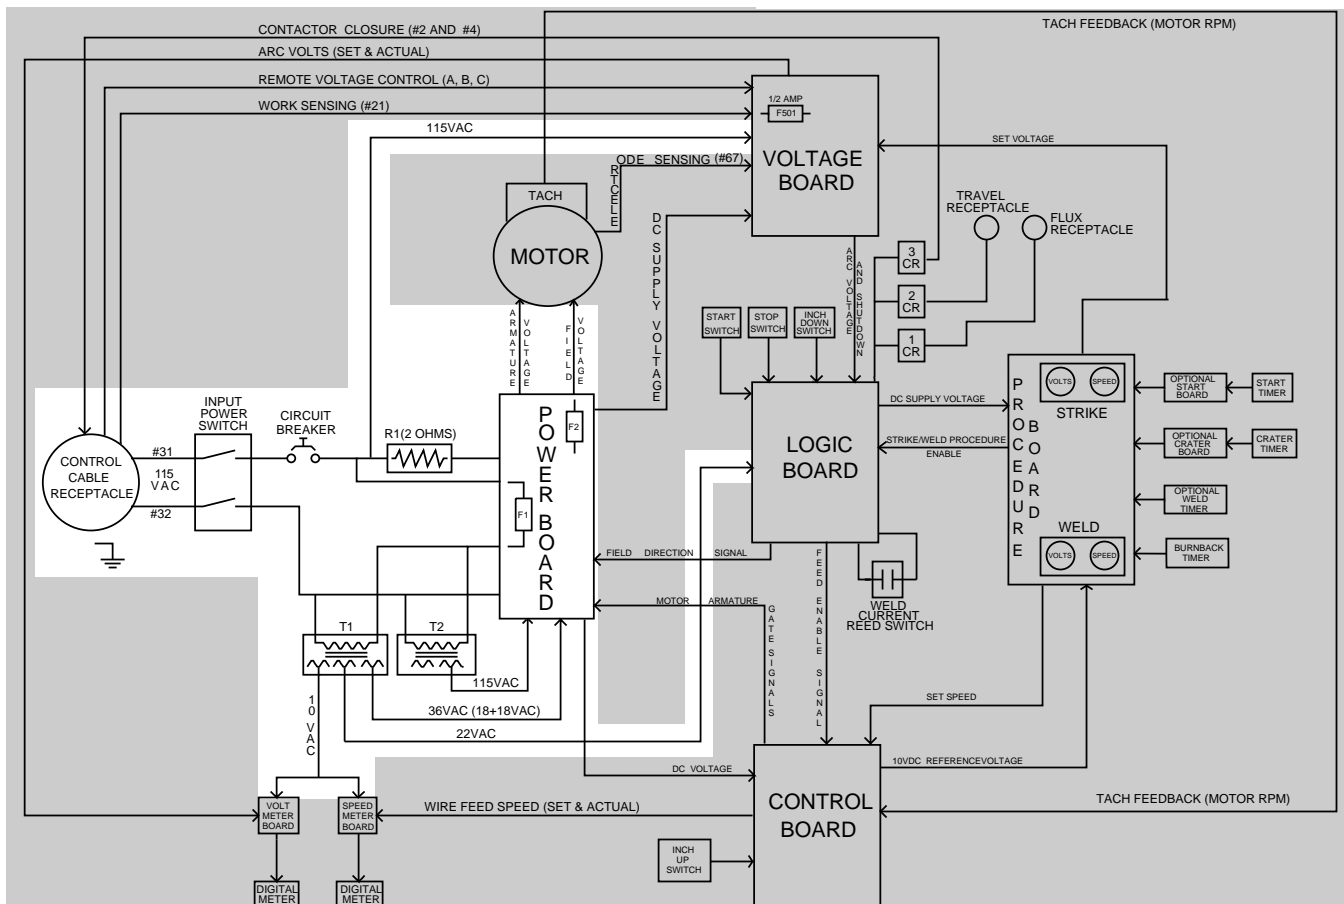 TACH FEEDBACK (MOTOR RPM)
CONTACTOR CLOSURE (#2 AND #4)
ARC VOLTS (SET & ACTUAL)
REMOTE VOLTAGE CONTROL (A, B, C)
WORK SENSING (#21)
115VAC
1/2 AMP
F501
VOLTAGE
BOARD
SET VOLTAGE
ODE SENSING (#67)
RTCELE
TACH
MOTOR
DC SUPPLY VOLTAGE
TRAVEL
RECEPTACLE
FLUX
RECEPTACLE
3
CR
2
CR
1
CR
ARC VOLTAGE
AND SHUTDOWN
START
SWITCH
STOP
SWITCH
INCH
DOWN
SWITCH
ARMATURE
VOLTAGE
FIELD
VOLTAGE
INPUT
POWER
SWITCH
CIRCUIT
BREAKER
R1(2 OHMS)
CONTROL
CABLE
RECEPTACLE
#31
115
VAC
#32
POWER BOARD
F2
F1
LOGIC
BOARD
DC SUPPLY VOLTAGE
STRIKE/WELD PROCEDURE
ENABLE
PROCEDURE
BOARD
VOLTS
SPEED
STRIKE
WELD
VOLTS
SPEED
OPTIONAL
START
BOARD
START
TIMER
OPTIONAL
CRATER
BOARD
CRATER
TIMER
OPTIONAL
WELD
TIMER
BURNBACK
TIMER
FIELD DIRECTION SIGNAL
MOTOR ARMATURE
GATE SIGNALS
FEED ENABLE SIGNAL
WELD
CURRENT
REED SWITCH
T1
T2
115VAC
36VAC (18+18VAC)
22VAC
10 VAC
SET SPEED
10VDC REFERENCEVOLTAGE
DC VOLTAGE
CONTROL
BOARD
TACH FEEDBACK (MOTOR RPM)
WIRE FEED SPEED (SET & ACTUAL)
VOLT
METER
BOARD
SPEED
METER
BOARD
INCH
UP
SWITCH
DIGITAL
METER
DIGITAL
METER